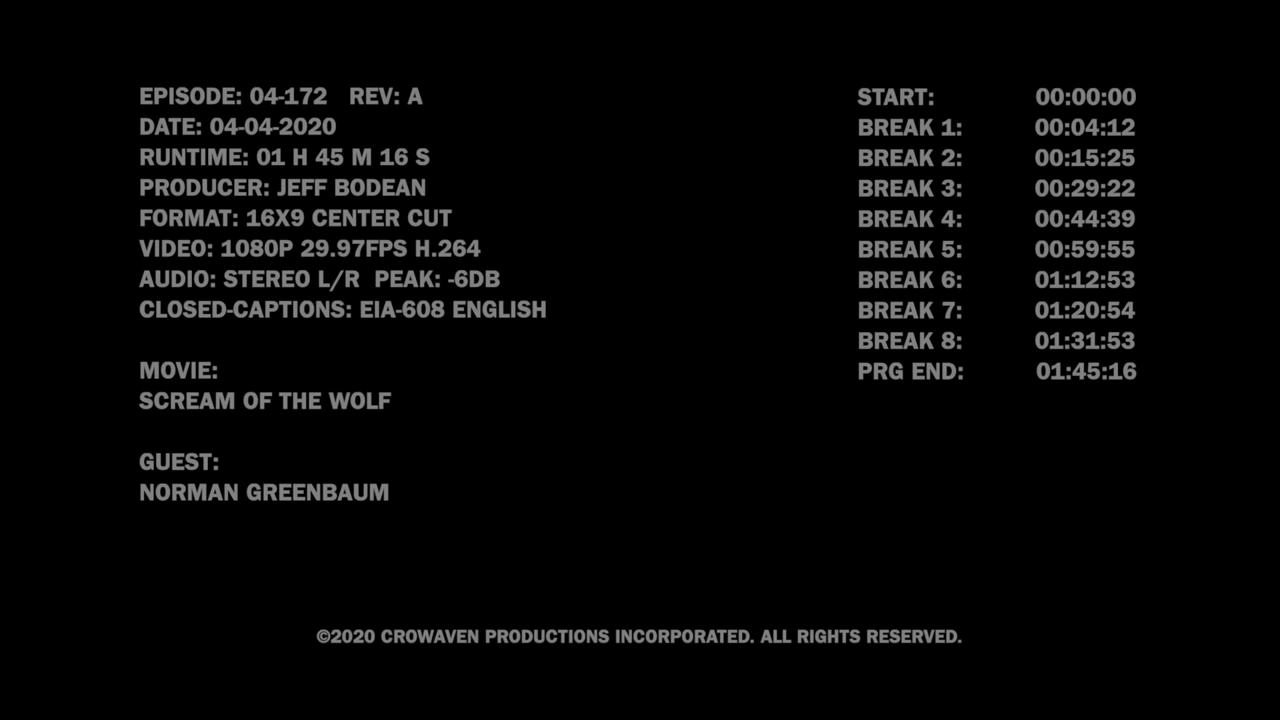 EPISODE: 04-172 REV: A
DATE: 04-04-2020
RUNTIME: 01 H 45 M 16 S
PRODUCER: JEFF BODEAN
FORMAT: 16X9 CENTER CUT
VIDEO: 1080P 29.97FPS H.264
AUDIO: STEREO L/R PEAK: -6DB
CLOSED-CAPTIONS: EIA-608 ENGLISH
MOVIE:
SCREAM OF THE WOLF
GUEST:
NORMAN GREENBAUM
START: 00:00:00
BREAK 1: 00:04:12
BREAK 2: 00:15:25
BREAK 3: 00:29:22
BREAK 4: 00:44:39
BREAK 5: 00:59:55
BREAK 6: 01:12:53
BREAK 7: 01:20:54
BREAK 8: 01:31:53
PRG END: 01:45:16
©2020 CROWAVEN PRODUCTIONS INCORPORATED. ALL RIGHTS RESERVED.